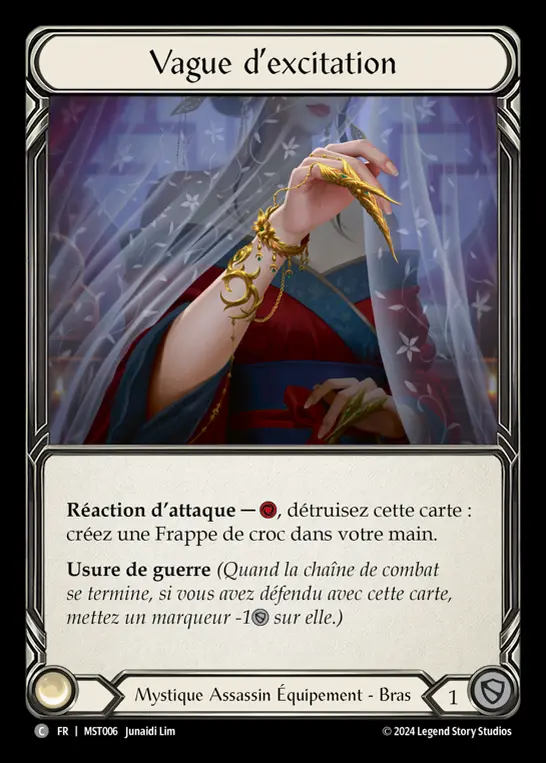 Vague d'excitation
Réaction d'attaque — , détruisez cette carte :
créez une Frappe de croc dans votre main.
Usure de guerre (Quand la chaîne de combat
se termine, si vous avez défendu avec cette carte,
mettez un marqueur -1 sur elle.)
Mystique Assassin Équipement - Bras
1
C FR | MST006 Junaidi Lim
© 2024 Legend Story Studios